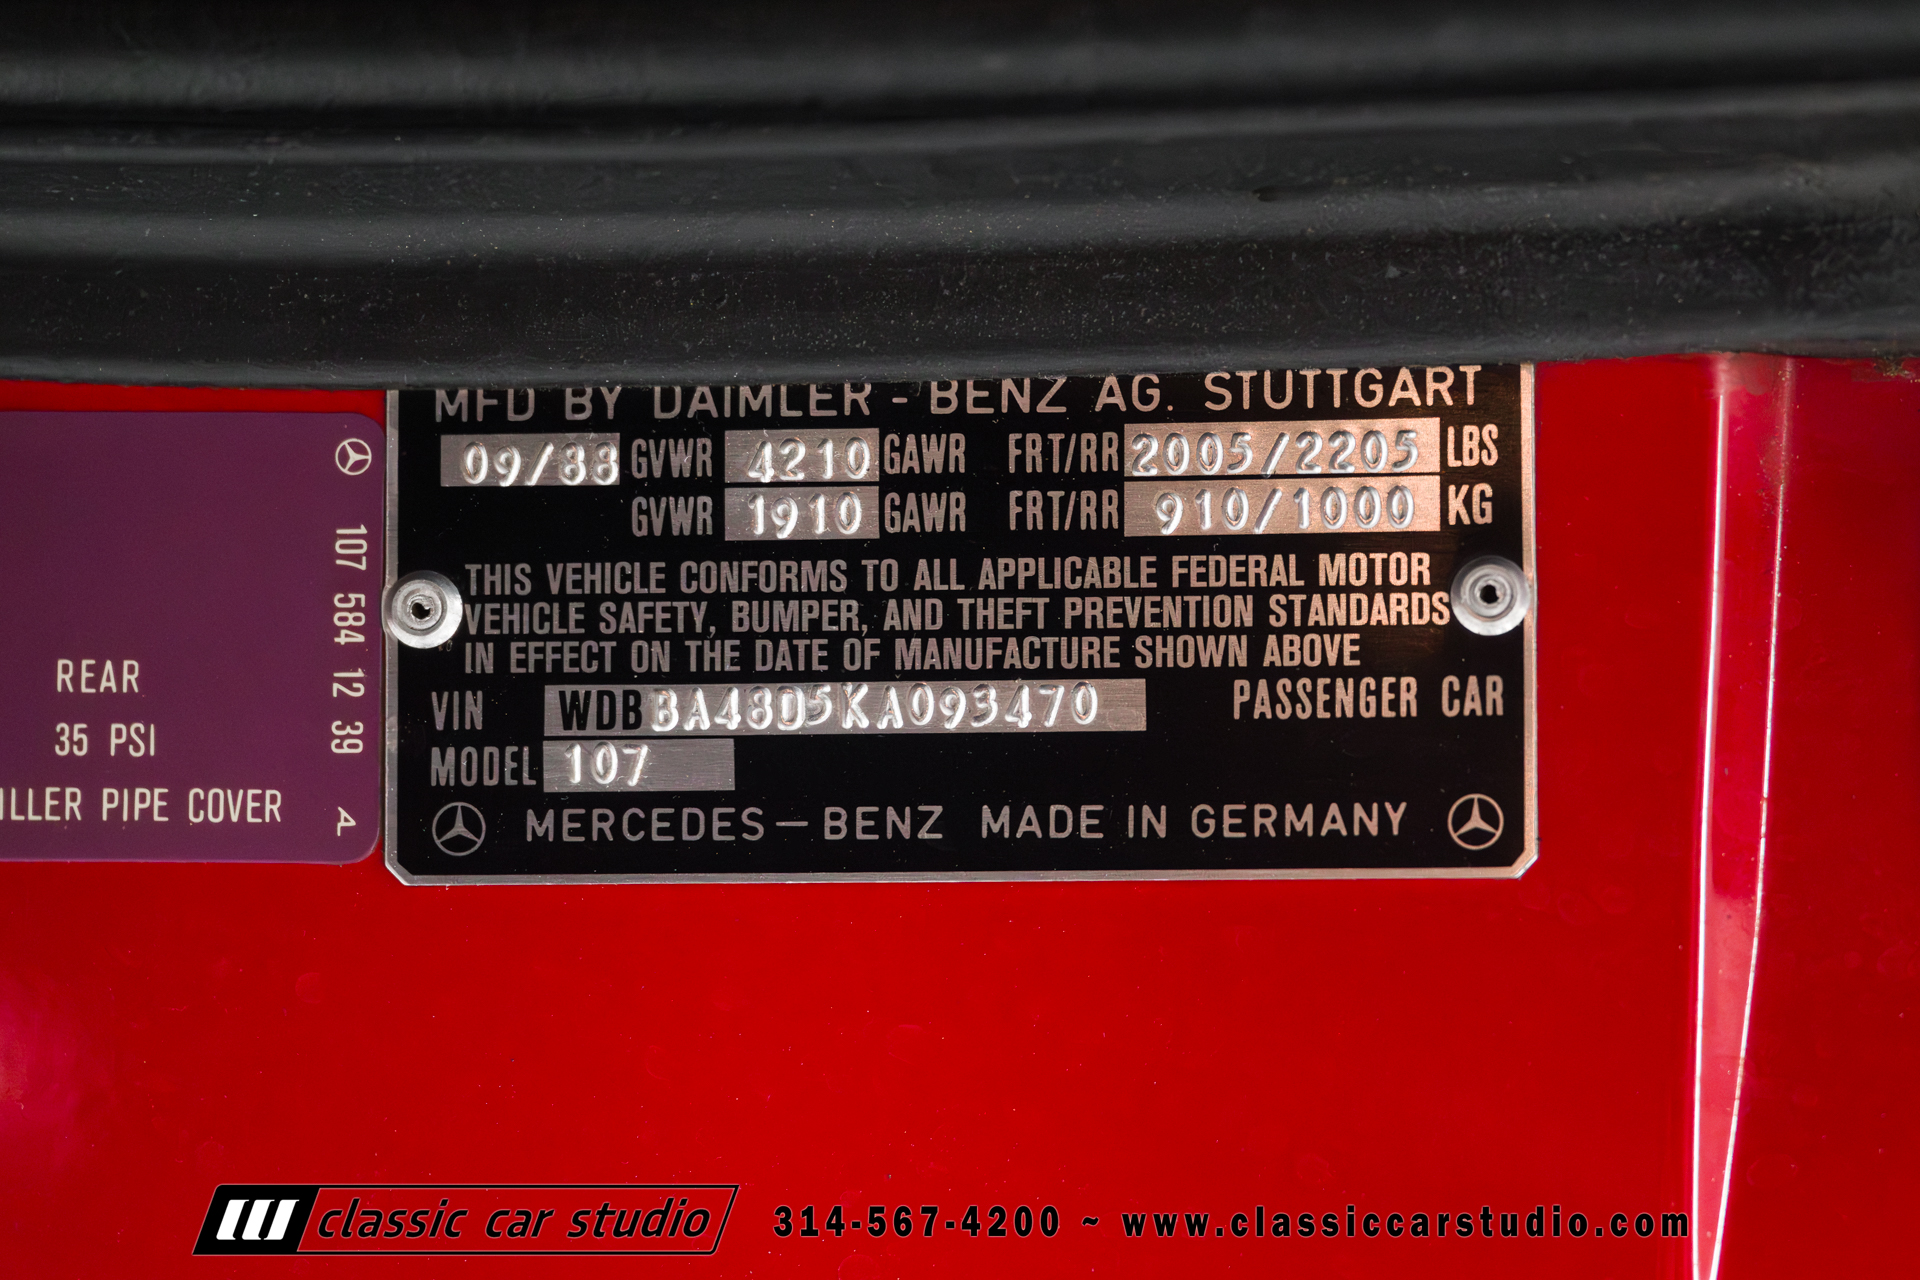 MFD BY DAIMLER - BENZ AG. STUTTGART
09/88 GVWR 4210 GAWR FRT/RR 2005/2205 LBS
GVWR 1910 GAWR FRT/RR 910/1000 KG
THIS VEHICLE CONFORMS TO ALL APPLICABLE FEDERAL MOTOR
VEHICLE SAFETY, BUMPER, AND THEFT PREVENTION STANDARDS
IN EFFECT ON THE DATE OF MANUFACTURE SHOWN ABOVE
VIN WDBBA48D5KA093470 PASSENGER CAR
MODEL 107
MERCEDES-BENZ MADE IN GERMANY
107 584 12 39 A
REAR
35 PSI
ILLER PIPE COVER
classic car studio 314-567-4200 ~ www.classiccarstudio.com